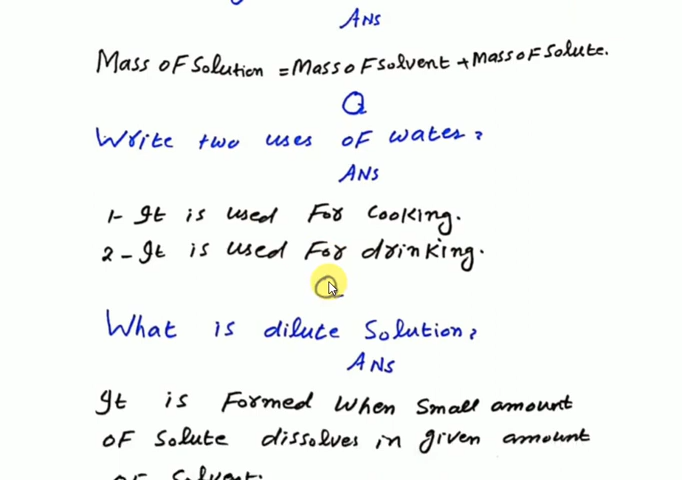 ANS
Mass of Solution = Mass of Solvent + Mass of Solute.
Q
Write two uses of water?
ANS
1- It is used For Cooking.
2 - It is used For drinking.
Q
What is dilute Solution?
ANS
It is Formed When Small amount
of Solute dissolves in given amount
of Solvent.